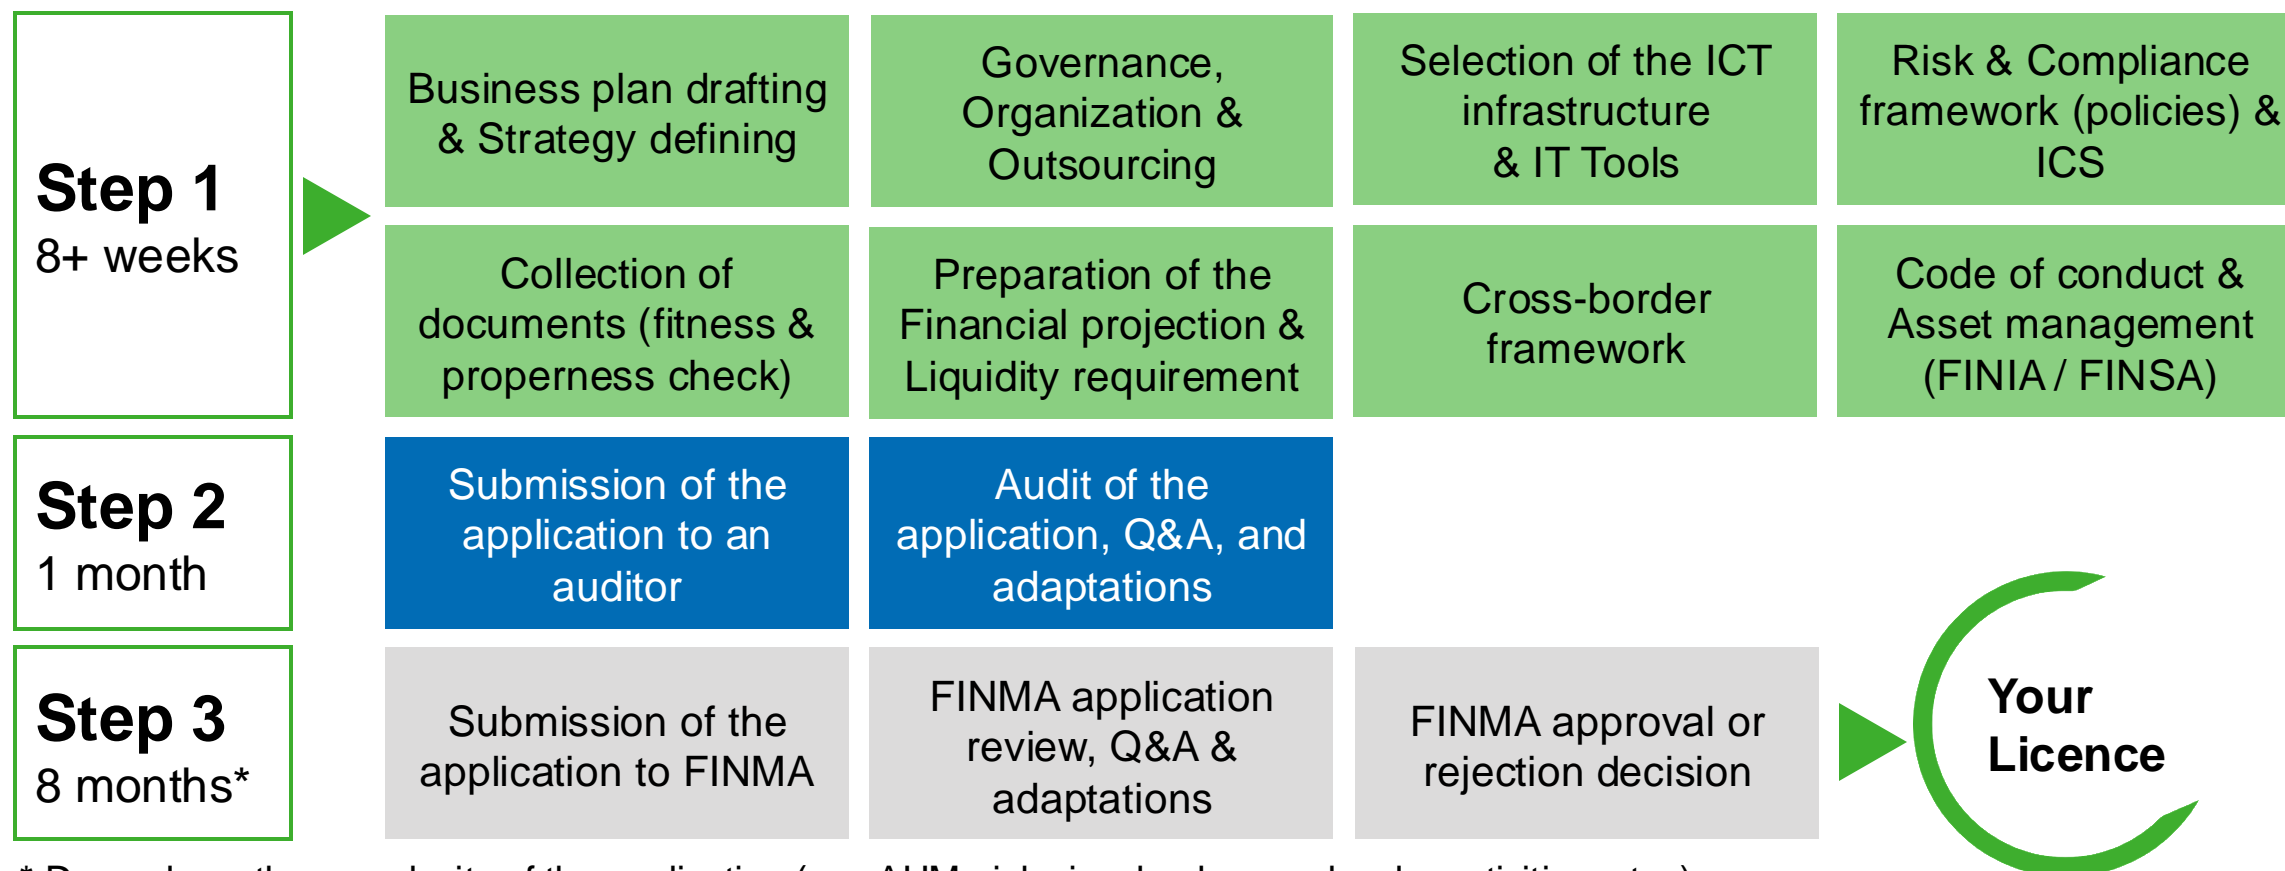 Step 1
8+ weeks
Business plan drafting
& Strategy defining
Governance,
Organization &
Outsourcing
Selection of the ICT
infrastructure
& IT Tools
Risk & Compliance
framework (policies) &
ICS
Collection of
documents (fitness &
properness check)
Preparation of the
Financial projection &
Liquidity requirement
Cross-border
framework
Code of conduct &
Asset management
(FINIA / FINSA)
Step 2
1 month
Submission of the
application to an
auditor
Audit of the
application, Q&A, and
adaptations
Step 3
8 months*
Submission of the
application to FINMA
FINMA application
review, Q&A &
adaptations
FINMA approval or
rejection decision
Your
Licence